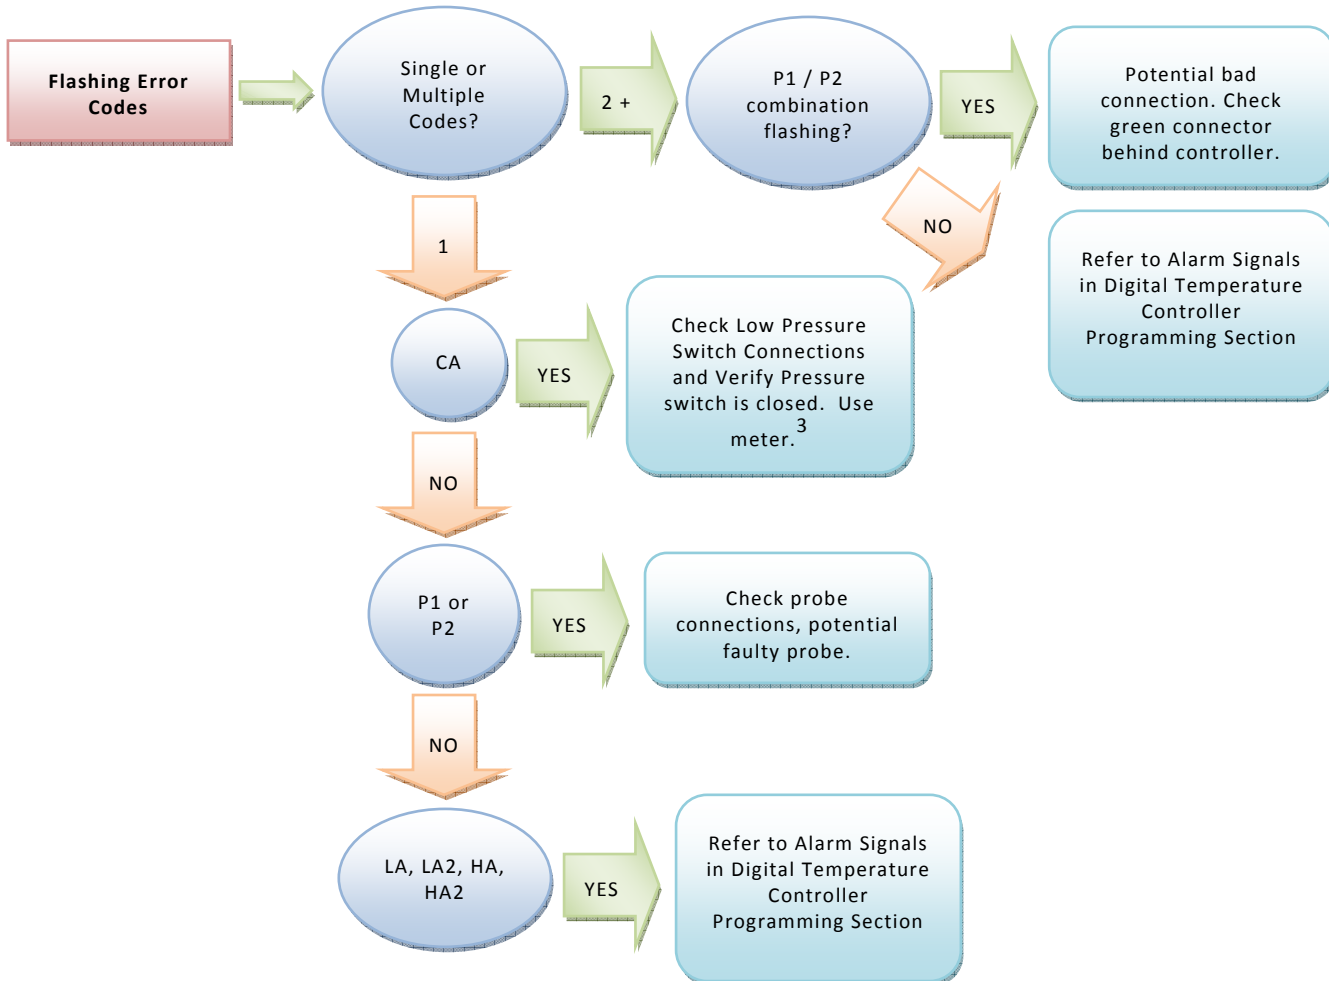 Flashing Error
Codes
Single or
Multiple
Codes?
2 +
P1 / P2
combination
flashing?
YES
Potential bad
connection. Check
green connector
behind controller.
NO
Refer to Alarm Signals
in Digital Temperature
Controller
Programming Section
1
CA
YES
Check Low Pressure
Switch Connections
and Verify Pressure
switch is closed. Use
meter.3
NO
P1 or
P2
YES
Check probe
connections, potential
faulty probe.
NO
LA, LA2, HA,
HA2
YES
Refer to Alarm Signals
in Digital Temperature
Controller
Programming Section